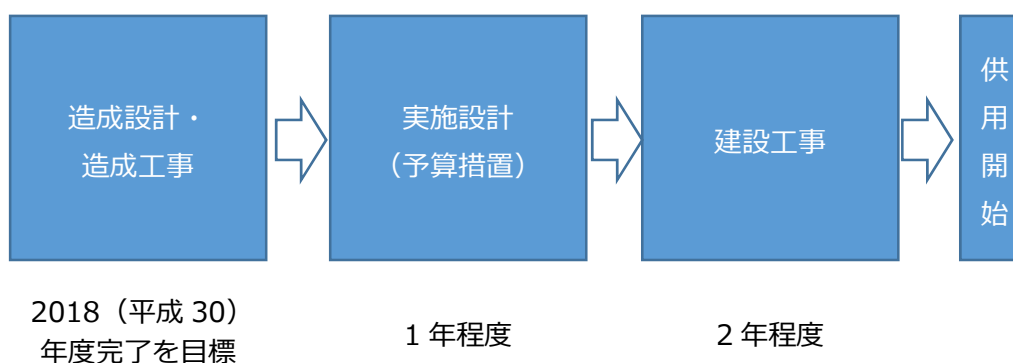 造成設計・
造成工事
実施設計
（予算措置）
建設工事
供
用
開
始
2018（平成 30）
年度完了を目標
1 年程度
2 年程度